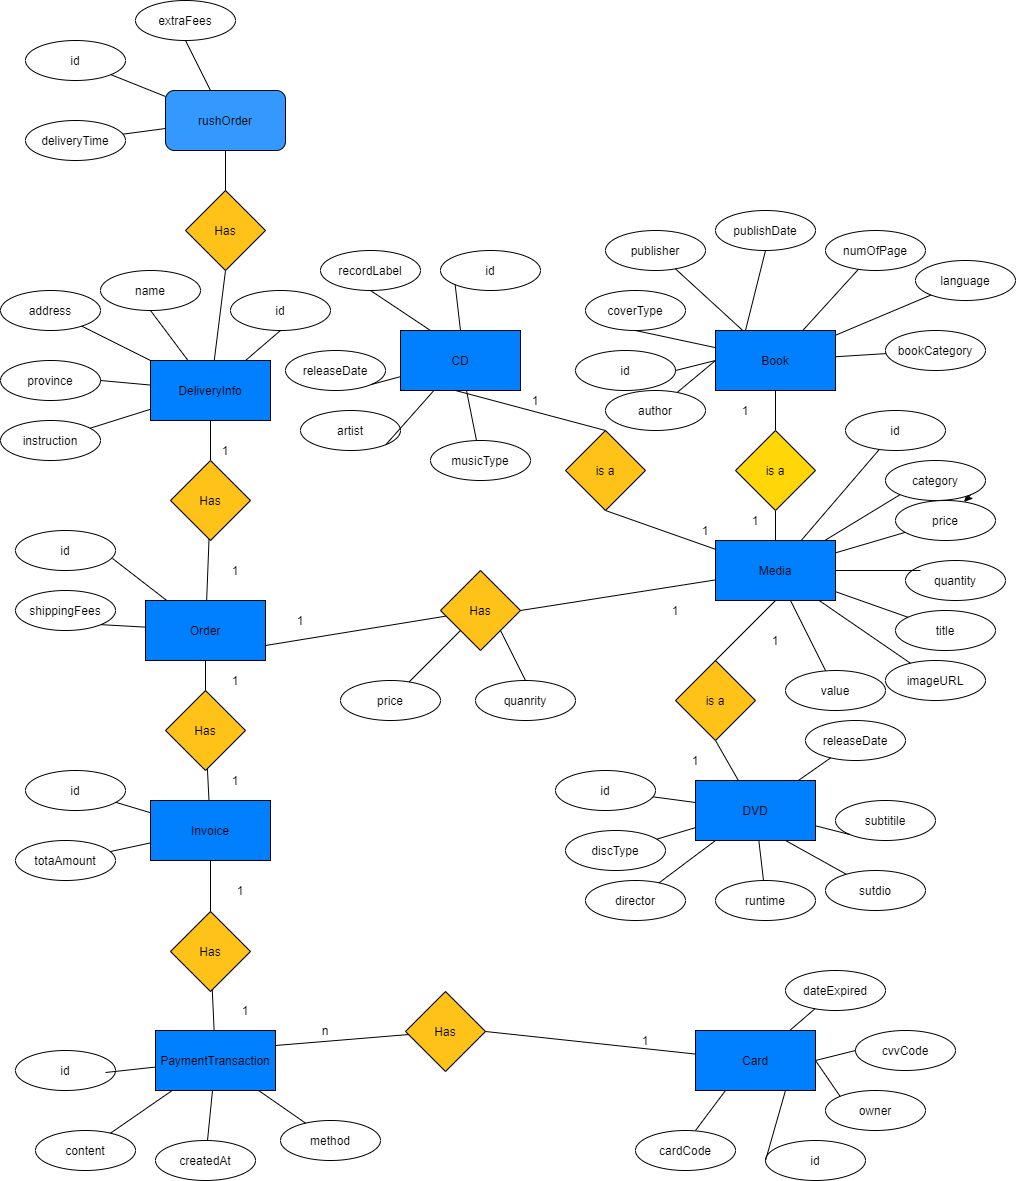 extraFees
id
rushOrder
deliveryTime
Has
publishDate
publisher
numOfPage
recordLabel
id
language
name
address
id
coverType
bookCategory
CD
Book
releaseDate
id
province
DeliveryInfo
1
author
1
artist
id
instruction
1
musicType
is a
is a
category
Has
1
price
1
id
1
Media
quantity
shippingFees
Has
1
1
title
Order
1
1
imageURL
price
quanrity
value
is a
Has
releaseDate
1
1
id
id
DVD
subtitile
Invoice
discType
totaAmount
1
director
runtime
sutdio
Has
dateExpired
1
n
Has
1
cvvCode
id
PaymentTransaction
Card
owner
content
createdAt
method
cardCode
id